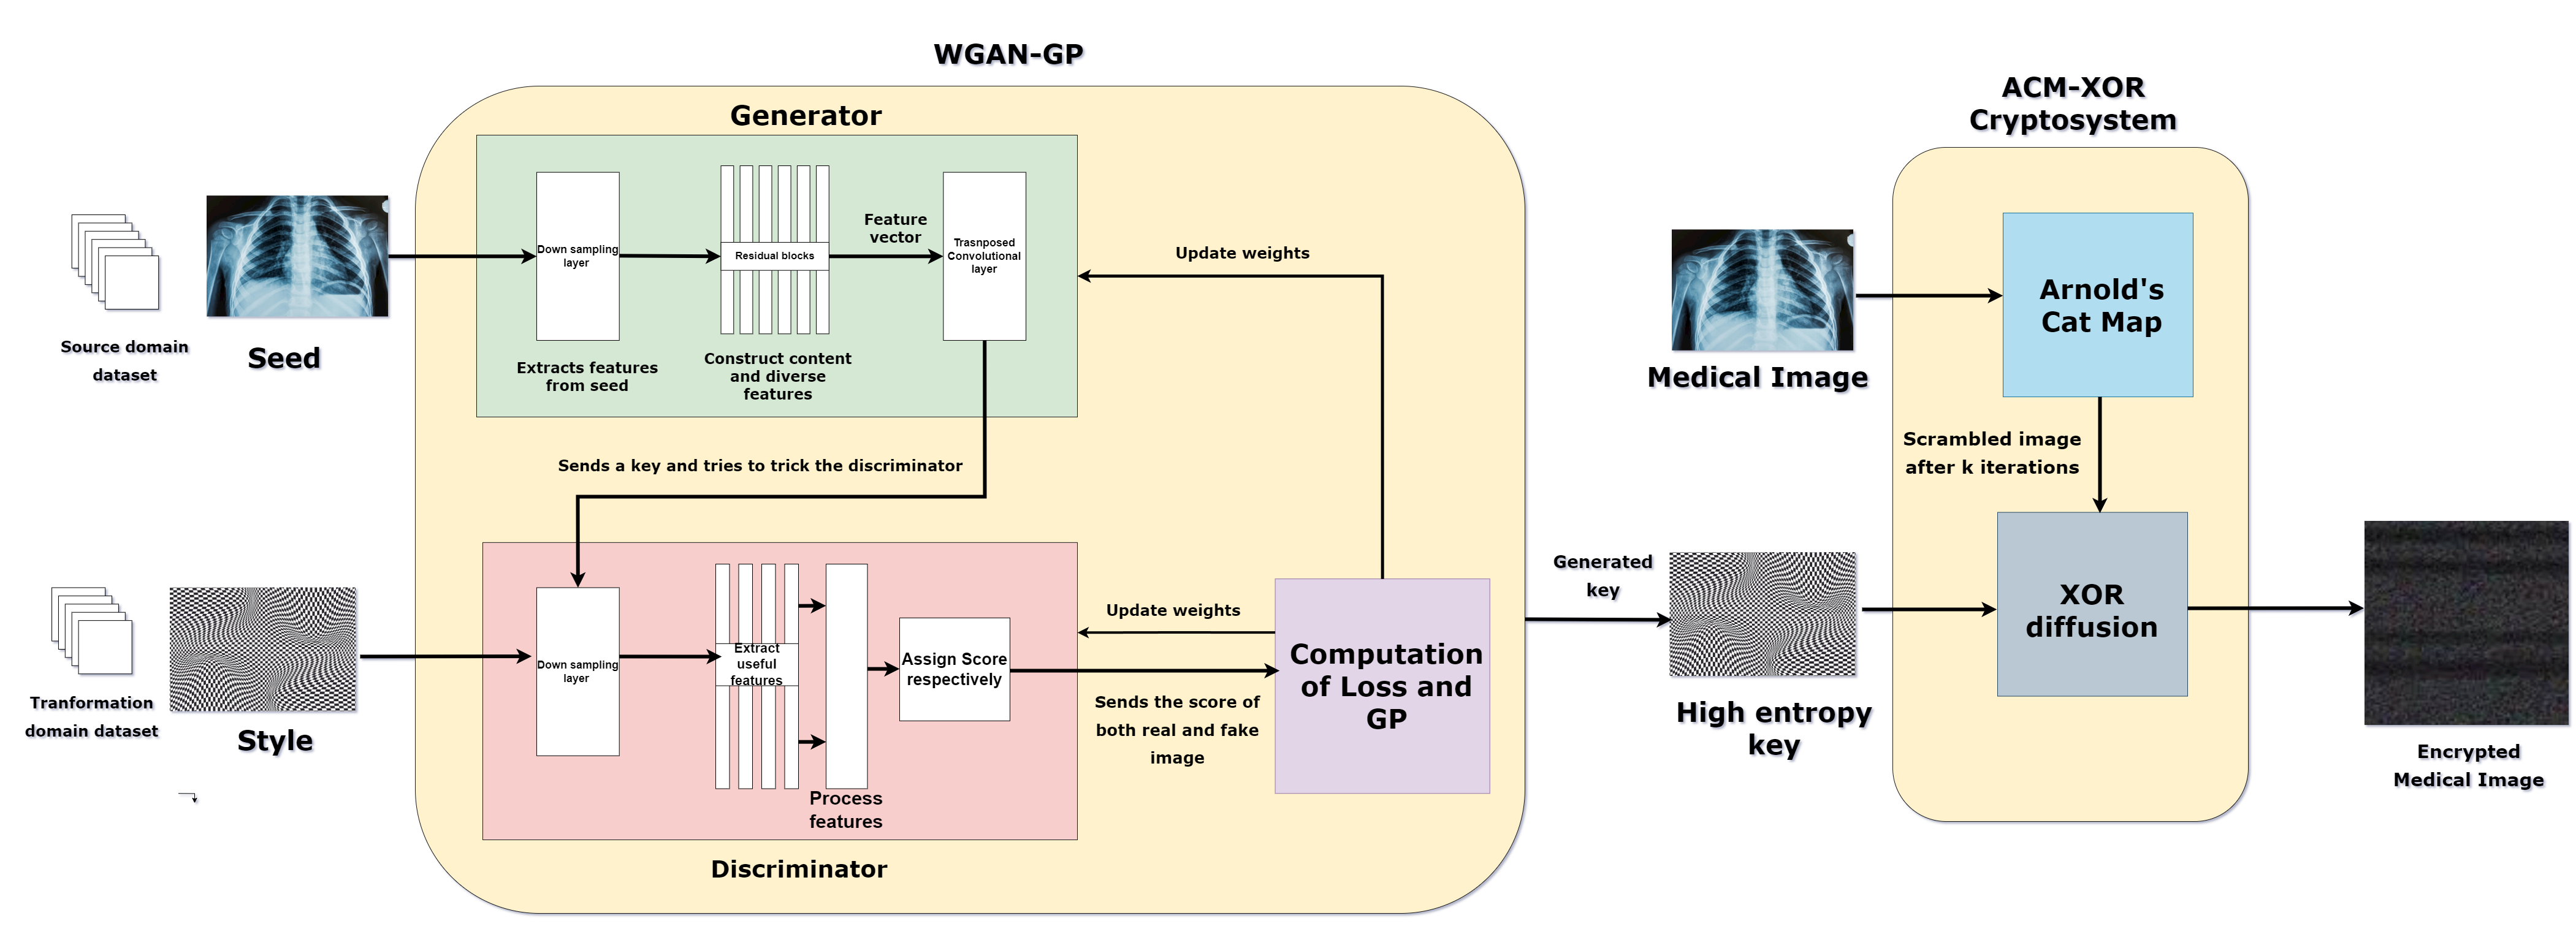 WGAN-GP
Generator
Down sampling
layer
Residual blocks
Feature
vector
Trasnposed
Convolutional
layer
Extracts features
from seed
Construct content
and diverse
features
Source domain
dataset
Seed
Update weights
Sends a key and tries to trick the discriminator
Tranformation
domain dataset
Style
Down sampling
layer
Extract
useful
features
Process
features
Assign Score
respectively
Discriminator
Update weights
Sends the score of
both real and fake
image
Computation
of Loss and
GP
Generated
key
ACM-XOR
Cryptosystem
Medical Image
Arnold's
Cat Map
Scrambled image
after k iterations
High entropy
key
XOR
diffusion
Encrypted
Medical Image